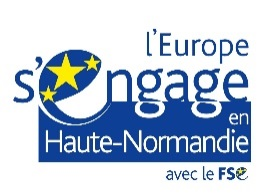 l'Europe
s'engage
en
Haute-Normandie
avec le FSe